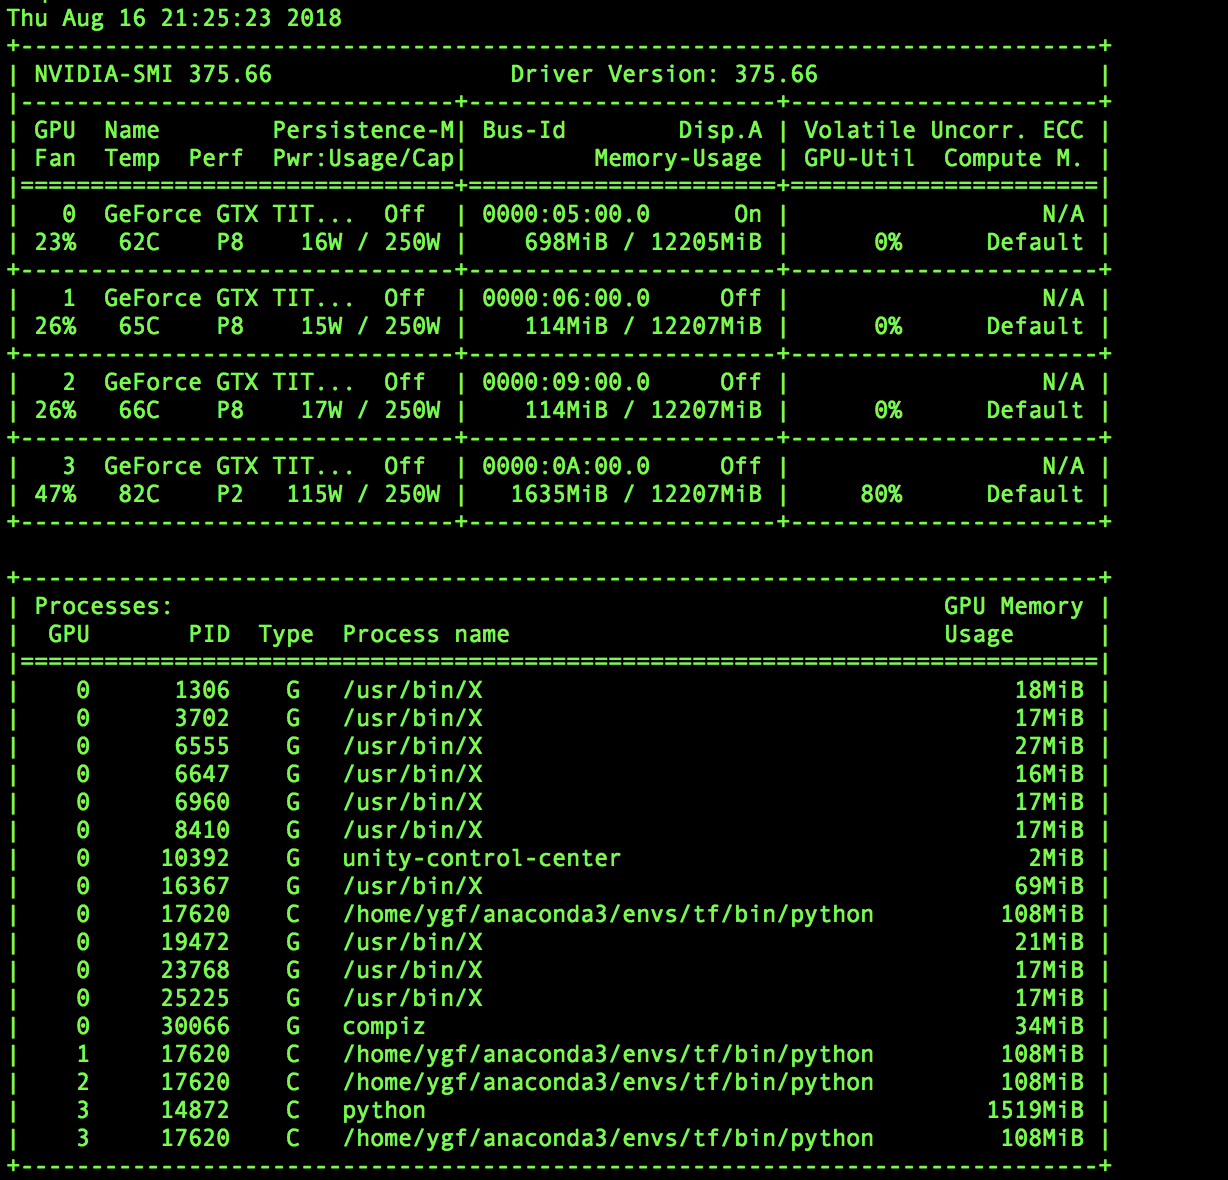 Thu Aug 16 21:25:23 2018
+-----------------------------------------------------------------------------+
| NVIDIA-SMI 375.66                 Driver Version: 375.66                    |
|-------------------------------+----------------------+----------------------+
| GPU  Name        Persistence-M| Bus-Id        Disp.A | Volatile Uncorr. ECC |
| Fan  Temp  Perf  Pwr:Usage/Cap|         Memory-Usage | GPU-Util  Compute M. |
|===============================+======================+======================|
|   0  GeForce GTX TIT...  Off  | 0000:05:00.0      On |                  N/A |
| 23%   62C    P8    16W / 250W |    698MiB / 12205MiB |      0%      Default |
+-------------------------------+----------------------+----------------------+
|   1  GeForce GTX TIT...  Off  | 0000:06:00.0     Off |                  N/A |
| 26%   65C    P8    15W / 250W |    114MiB / 12207MiB |      0%      Default |
+-------------------------------+----------------------+----------------------+
|   2  GeForce GTX TIT...  Off  | 0000:09:00.0     Off |                  N/A |
| 26%   66C    P8    17W / 250W |    114MiB / 12207MiB |      0%      Default |
+-------------------------------+----------------------+----------------------+
|   3  GeForce GTX TIT...  Off  | 0000:0A:00.0     Off |                  N/A |
| 47%   82C    P2   115W / 250W |   1635MiB / 12207MiB |     80%      Default |
+-------------------------------+----------------------+----------------------+
+-----------------------------------------------------------------------------+
| Processes:                                                       GPU Memory |
|  GPU       PID  Type  Process name                               Usage      |
|=============================================================================|
|    0      1306    G   /usr/bin/X                                      18MiB |
|    0      3702    G   /usr/bin/X                                      17MiB |
|    0      6555    G   /usr/bin/X                                      27MiB |
|    0      6647    G   /usr/bin/X                                      16MiB |
|    0      6960    G   /usr/bin/X                                      17MiB |
|    0      8410    G   /usr/bin/X                                      17MiB |
|    0     10392    G   unity-control-center                             2MiB |
|    0     16367    G   /usr/bin/X                                      69MiB |
|    0     17620    C   /home/ygf/anaconda3/envs/tf/bin/python         108MiB |
|    0     19472    G   /usr/bin/X                                      21MiB |
|    0     23768    G   /usr/bin/X                                      17MiB |
|    0     25225    G   /usr/bin/X                                      17MiB |
|    0     30066    G   compiz                                          34MiB |
|    1     17620    C   /home/ygf/anaconda3/envs/tf/bin/python         108MiB |
|    2     17620    C   /home/ygf/anaconda3/envs/tf/bin/python         108MiB |
|    3     14872    C   python                                        1519MiB |
|    3     17620    C   /home/ygf/anaconda3/envs/tf/bin/python         108MiB |
+-----------------------------------------------------------------------------+